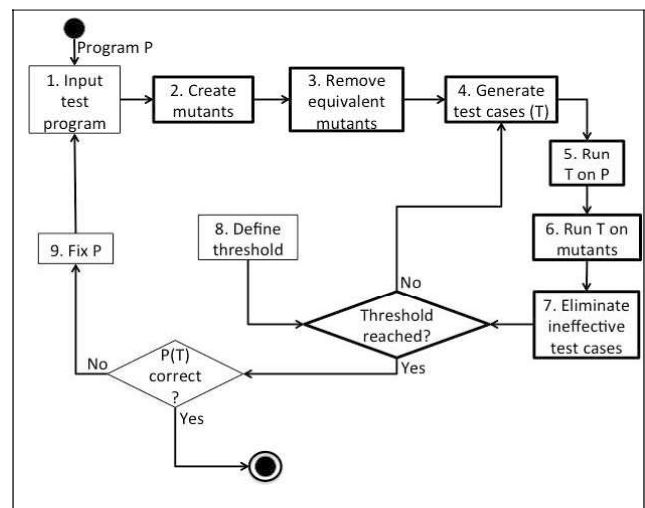 Program P
1. Input
test
program
2. Create
mutants
3. Remove
equivalent
mutants
4. Generate
test cases (T)
5. Run
T on P
6. Run T on
mutants
7. Eliminate
ineffective
test cases
8. Define
threshold
No
Threshold
reached?
Yes
9. Fix P
No
P(T)
correct
?
Yes